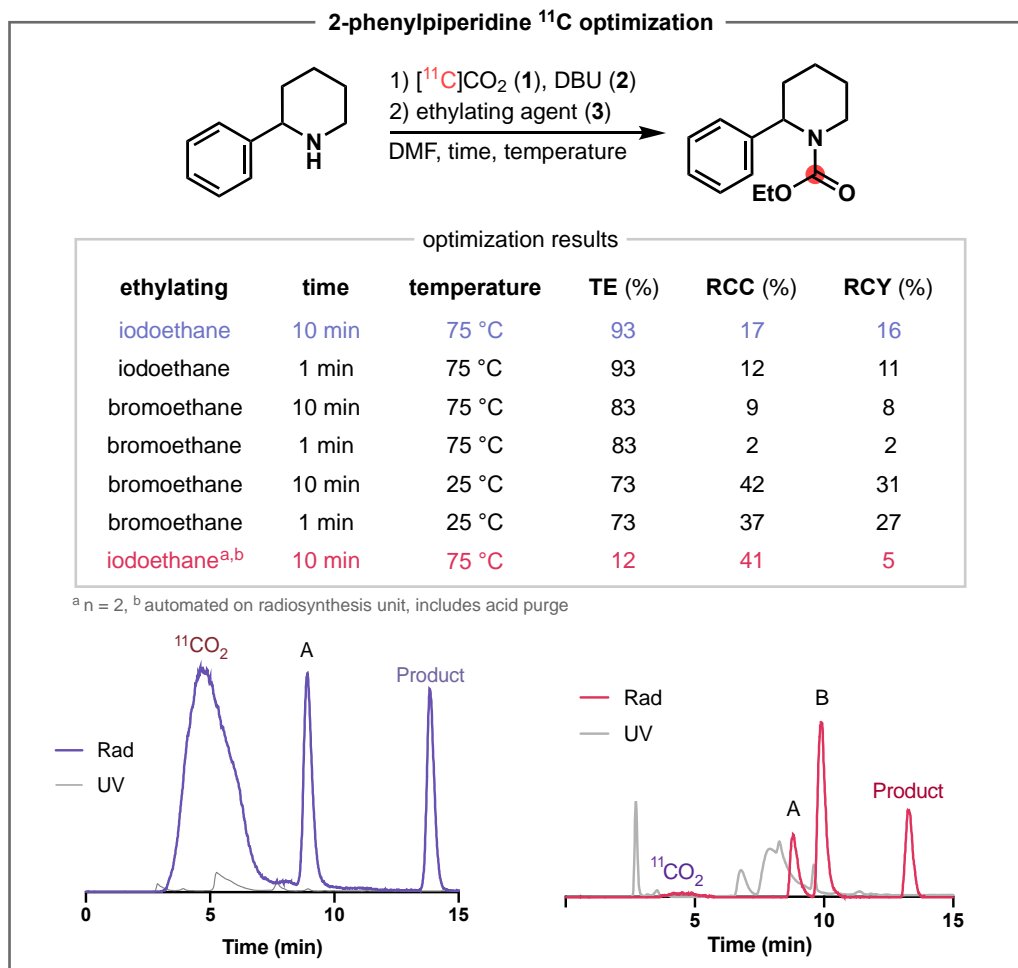 2-phenylpiperidine ¹¹C optimization
1) [¹¹C]CO₂ (1), DBU (2)
2) ethylating agent (3)
DMF, time, temperature
N
H
N
EtO
O
optimization results
ethylating time temperature TE (%) RCC (%) RCY (%)
iodoethane 10 min 75 °C 93 17 16
iodoethane 1 min 75 °C 93 12 11
bromoethane 10 min 75 °C 83 9 8
bromoethane 1 min 75 °C 83 2 2
bromoethane 10 min 25 °C 73 42 31
bromoethane 1 min 25 °C 73 37 27
iodoethaneᵃ,ᵇ 10 min 75 °C 12 41 5
ᵃ n = 2, ᵇ automated on radiosynthesis unit, includes acid purge
¹¹CO₂
A
Product
Rad
UV
0 5 10 15
Time (min)
Rad
UV
B
A
Product
¹¹CO₂
5 10 15
Time (min)